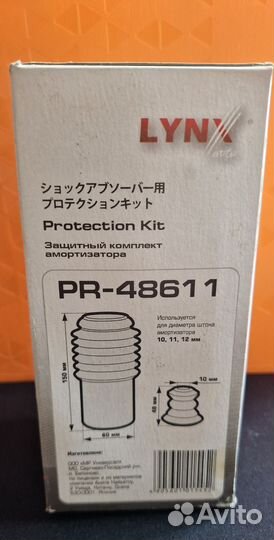 LYNX
auto
ショックアブソーバー用
プロテクションキット
Protection Kit
Защитный комплект
амортизатора
PR-48611
Используется
для диаметра штока
амортизатора
10, 11, 12 мм
150 мм
60 мм
10 мм
48 мм
Изготовлено:
Avito